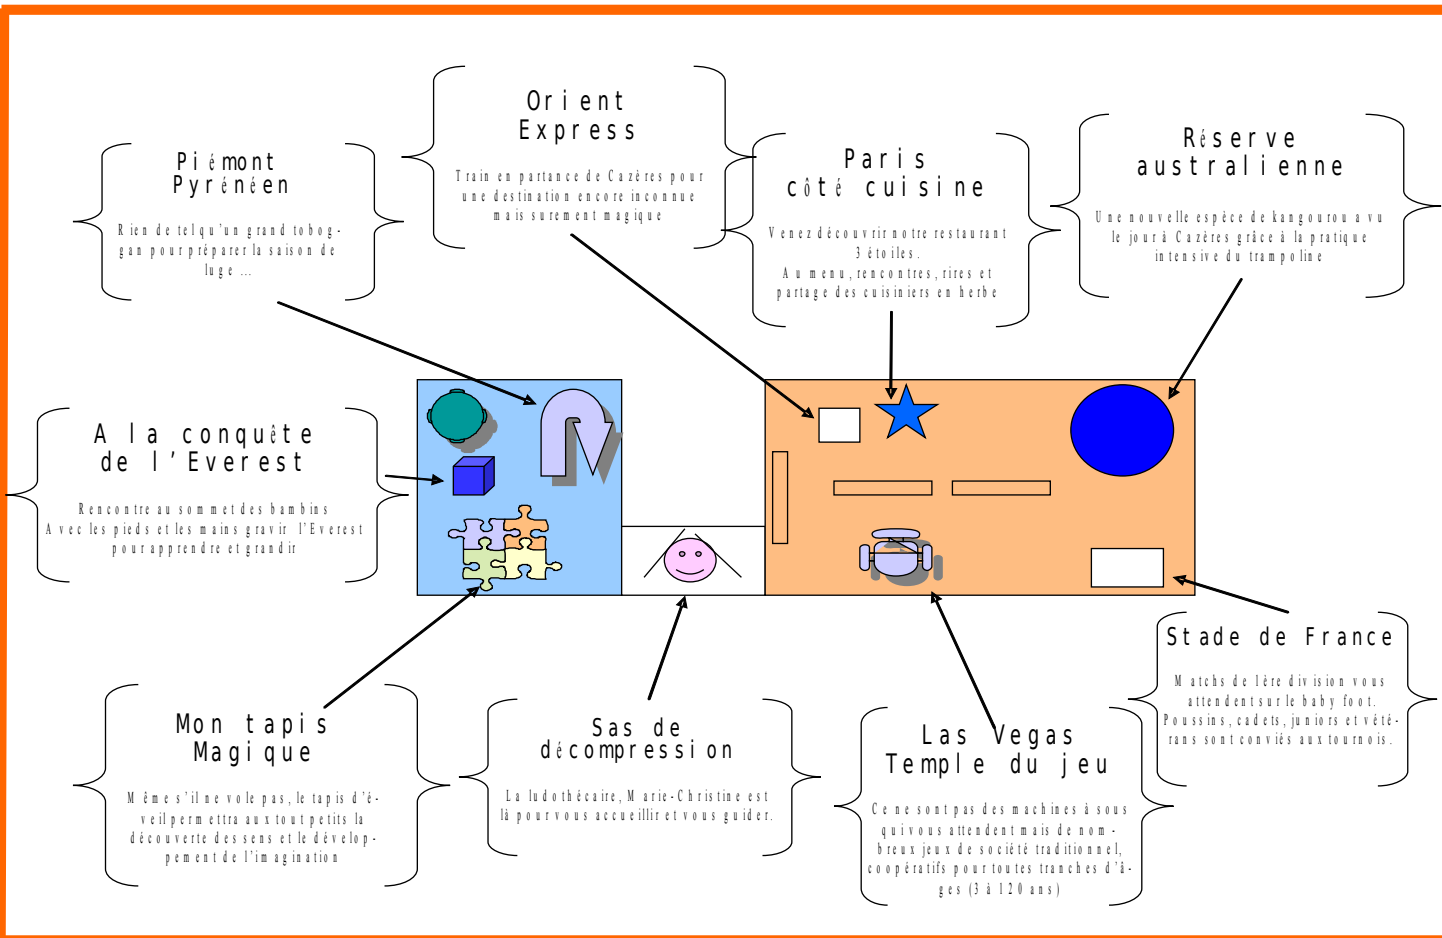 Orient
Express
Train en partance de Cazères pour
une destination encore inconnue
mais surement magique
Piémont
Pyrénéen
Rien de tel qu'un grand tobog-
gan pour préparer la saison de
luge ...
Paris
côté cuisine
Venez découvrir notre restaurant
3 étoiles.
Au menu, rencontres, rires et
partage des cuisiniers en herbe
Réserve
australienne
Une nouvelle espèce de kangourou a vu
le jour à Cazères grâce à la pratique
intensive du trampoline
A la conquête
de l'Everest
Rencontre au sommet des bambins
Avec les pieds et les mains gravir l'Everest
pour apprendre et grandir
Mon tapis
Magique
Même s'il ne vole pas, le tapis d'é-
veil permettra aux tout petits la
découverte des sens et le dévelop-
pement de l'imagination
Sas de
décompression
La ludothécaire, Marie-Christine est
là pour vous accueillir et vous guider.
Las Vegas
Temple du jeu
Ce ne sont pas des machines à sous
qui vous attendent mais de nom-
breux jeux de société traditionnel,
coopératifs pour toutes tranches d'â-
ges (3 à 120 ans)
Stade de France
Matchs de 1ère division vous
attendent sur le baby foot.
Poussins, cadets, juniors et vété-
rans sont conviés aux tournois.